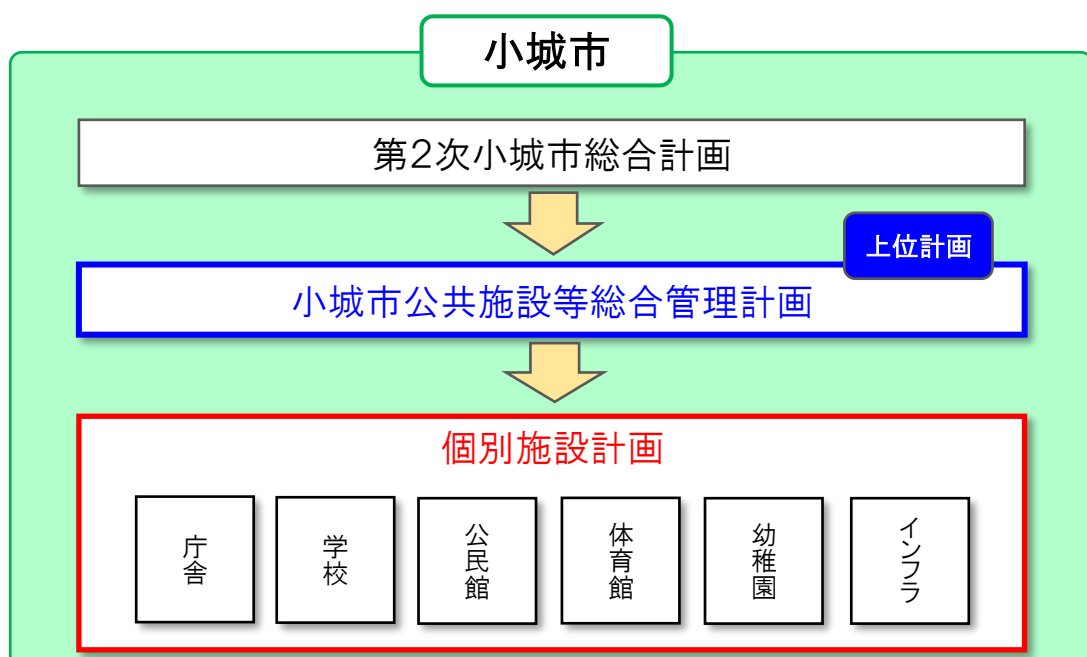 小城市
第2次小城市総合計画
上位計画
小城市公共施設等総合管理計画
個別施設計画
庁舎
学校
公民館
体育館
幼稚園
インフラ